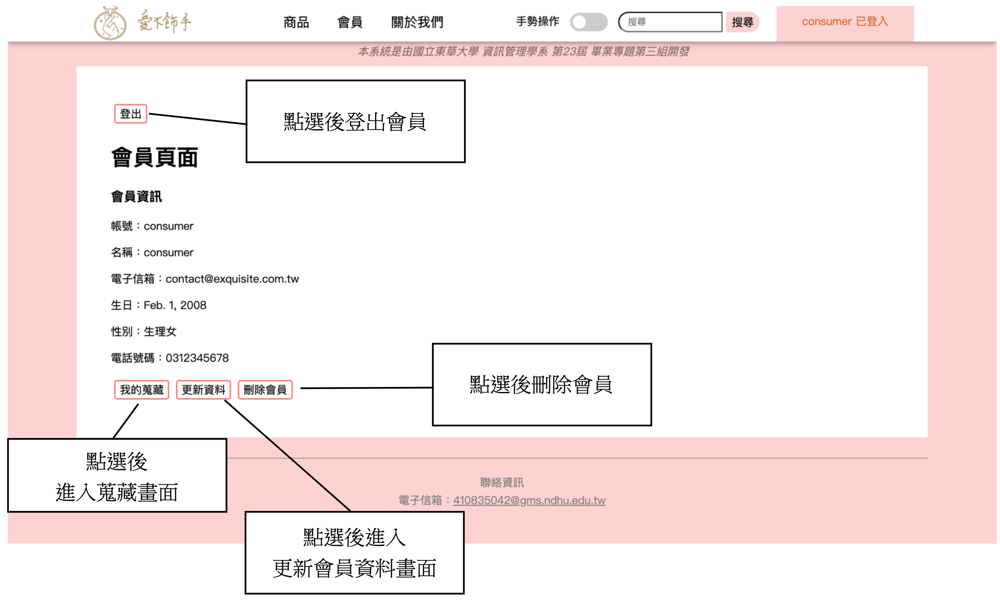 愛不飾手 商品 會員 關於我們 手勢操作 搜尋 搜尋 consumer 已登入
本系統是由國立東華大學 資訊管理學系 第23屆 畢業專題第三組開發
登出
點選後登出會員
會員頁面
會員資訊
帳號：consumer
名稱：consumer
電子信箱：contact@exquisite.com.tw
生日：Feb. 1, 2008
性別：生理女
電話號碼：0312345678
我的蒐藏 更新資料 刪除會員
點選後刪除會員
點選後
進入蒐藏畫面
聯絡資訊
電子信箱：410835042@gms.ndhu.edu.tw
點選後進入
更新會員資料畫面